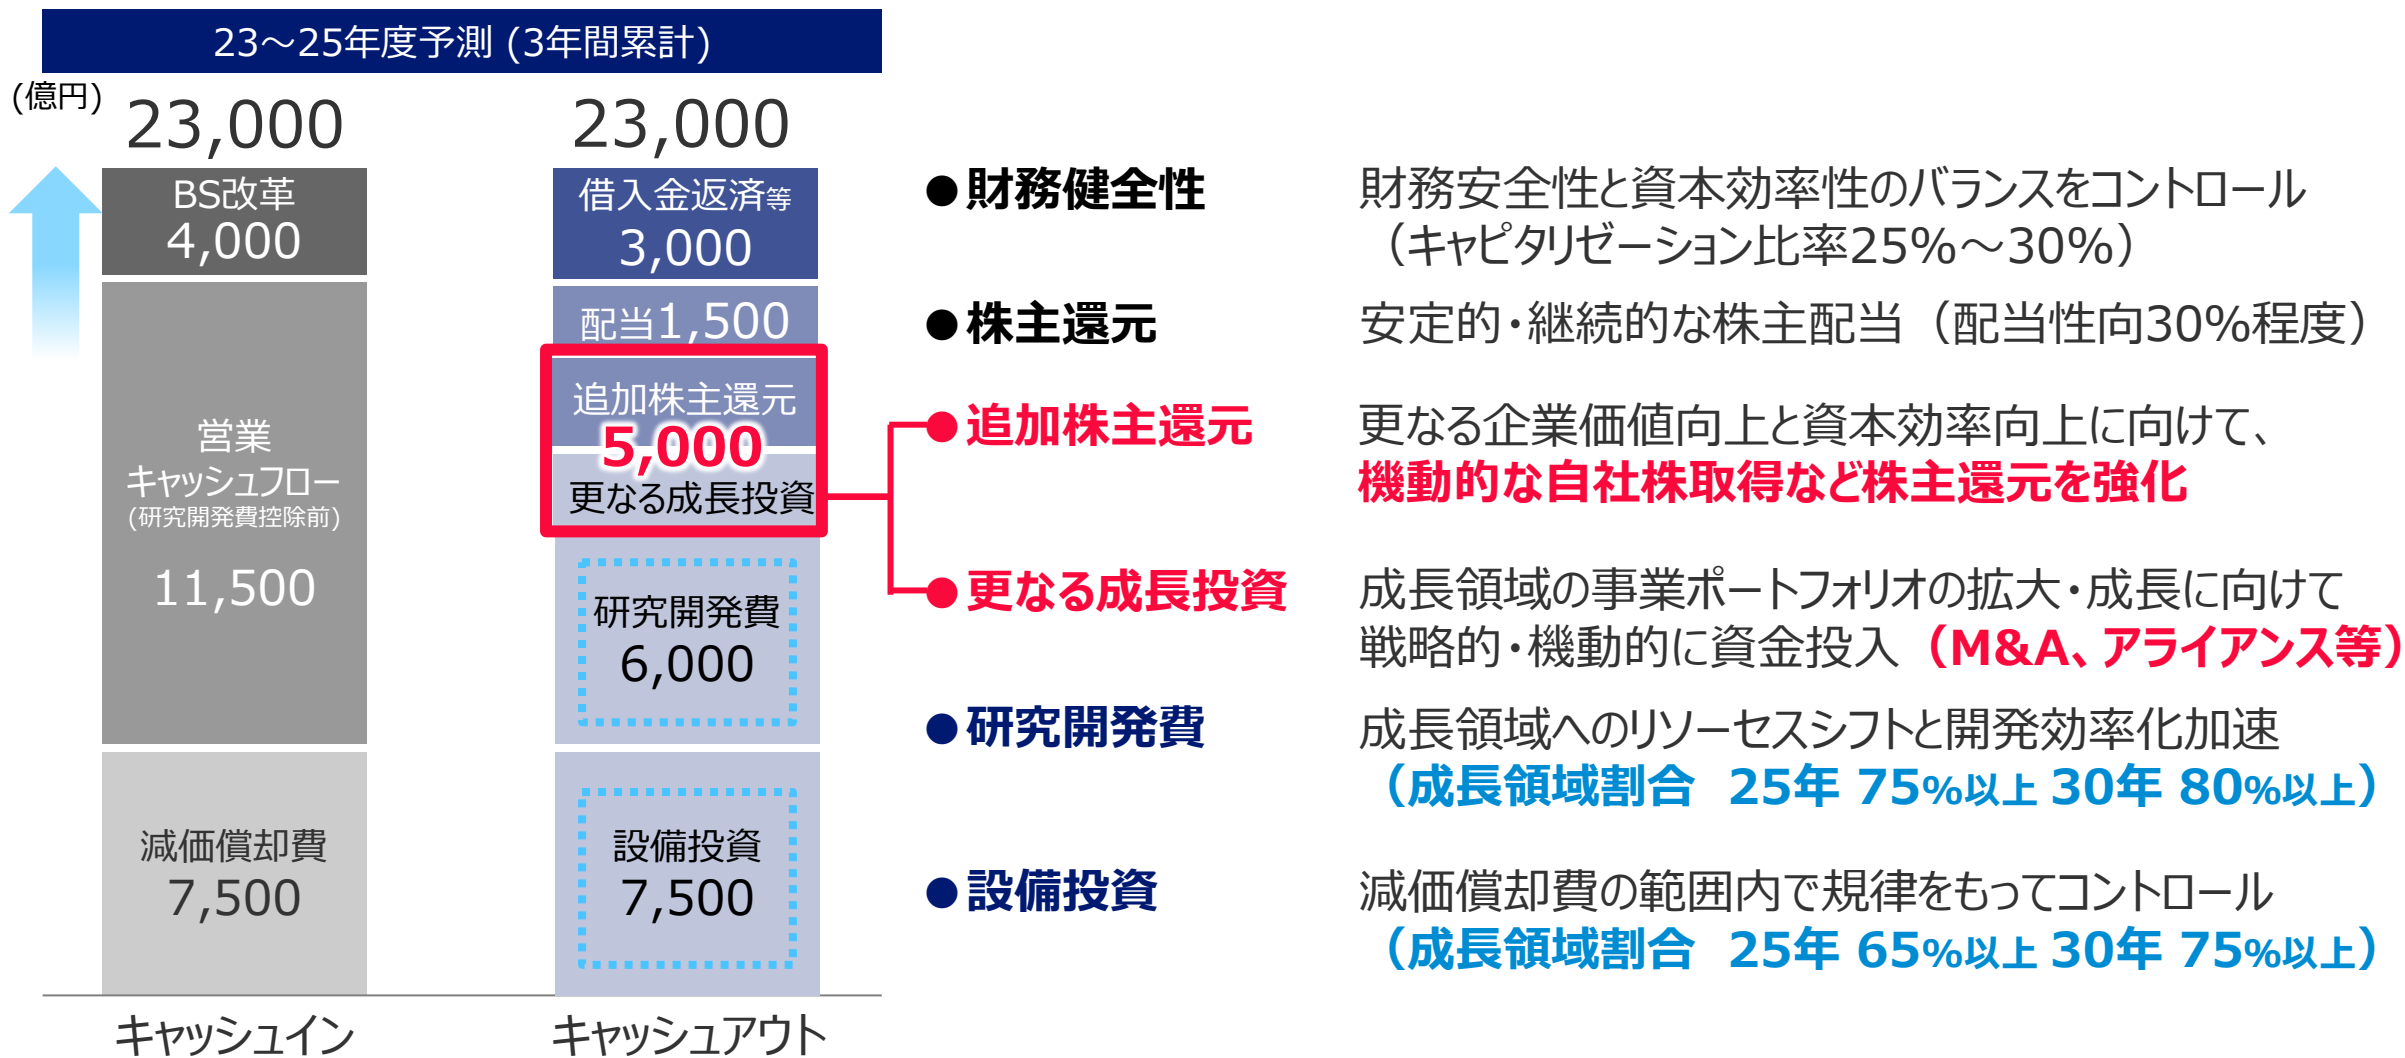 23～25年度予測 (3年間累計)
(億円)
23,000
BS改革
4,000
営業
キャッシュフロー
(研究開発費控除前)
11,500
減価償却費
7,500
キャッシュイン
23,000
借入金返済等
3,000
配当1,500
追加株主還元
5,000
更なる成長投資
研究開発費
6,000
設備投資
7,500
キャッシュアウト
●財務健全性
財務安全性と資本効率性のバランスをコントロール
（キャピタリゼーション比率25%～30%）
●株主還元
安定的・継続的な株主配当（配当性向30%程度）
●追加株主還元
更なる企業価値向上と資本効率向上に向けて、
機動的な自社株取得など株主還元を強化
●更なる成長投資
成長領域の事業ポートフォリオの拡大・成長に向けて
戦略的・機動的に資金投入（M&A、アライアンス等）
●研究開発費
成長領域へのリソーセスシフトと開発効率化加速
（成長領域割合 25年 75%以上 30年 80%以上）
●設備投資
減価償却費の範囲内で規律をもってコントロール
（成長領域割合 25年 65%以上 30年 75%以上）